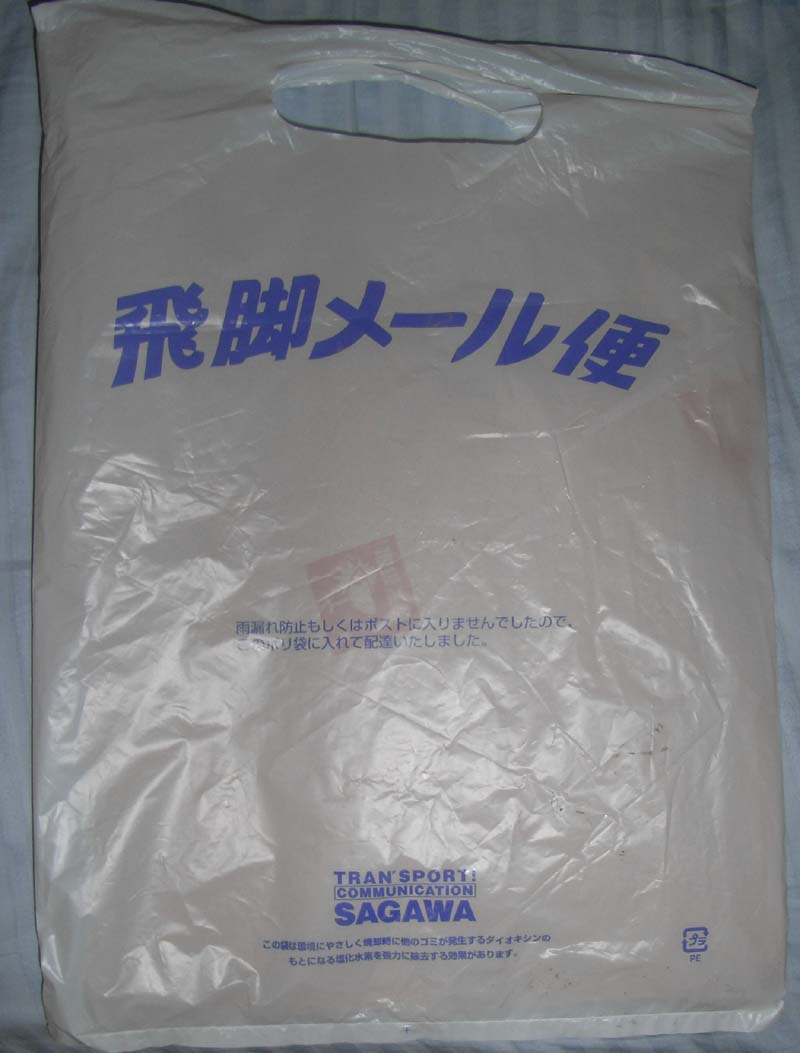 飛脚メール便
雨漏れ防止もしくはポストに入りませんでしたので、
このポリ袋に入れて配達いたしました。
TRAN'SPORT!
COMMUNICATION
SAGAWA
この袋は環境にやさしく焼却時に他のゴミが発生するダイオキシンの
もとになる塩化水素を強力に除去する効果があります。
プラ
PE